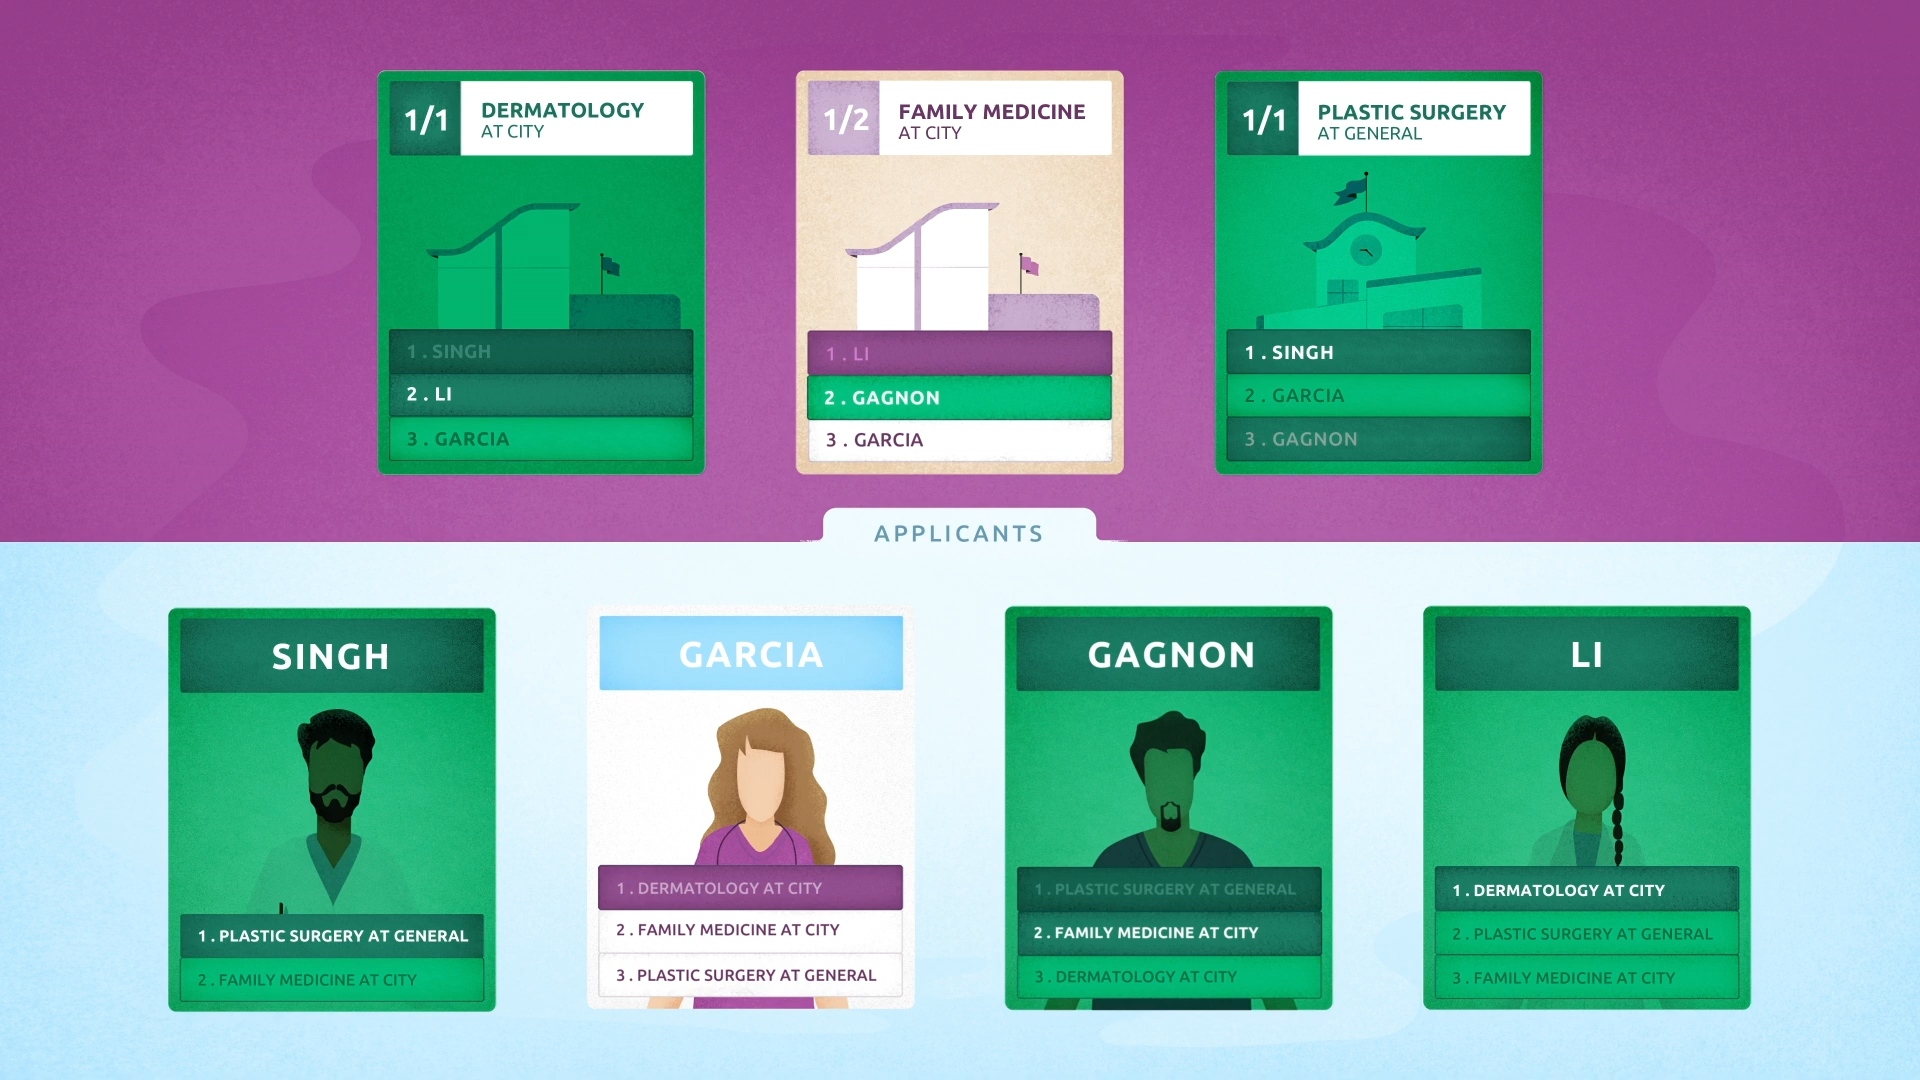 1/1
DERMATOLOGY
AT CITY
1 . SINGH
2 . LI
3 . GARCIA
1/2
FAMILY MEDICINE
AT CITY
1 . LI
2 . GAGNON
3 . GARCIA
1/1
PLASTIC SURGERY
AT GENERAL
1 . SINGH
2 . GARCIA
3 . GAGNON
APPLICANTS
SINGH
1 . PLASTIC SURGERY AT GENERAL
2 . FAMILY MEDICINE AT CITY
GARCIA
1 . DERMATOLOGY AT CITY
2 . FAMILY MEDICINE AT CITY
3 . PLASTIC SURGERY AT GENERAL
GAGNON
1 . PLASTIC SURGERY AT GENERAL
2 . FAMILY MEDICINE AT CITY
3 . DERMATOLOGY AT CITY
LI
1 . DERMATOLOGY AT CITY
2 . PLASTIC SURGERY AT GENERAL
3 . FAMILY MEDICINE AT CITY